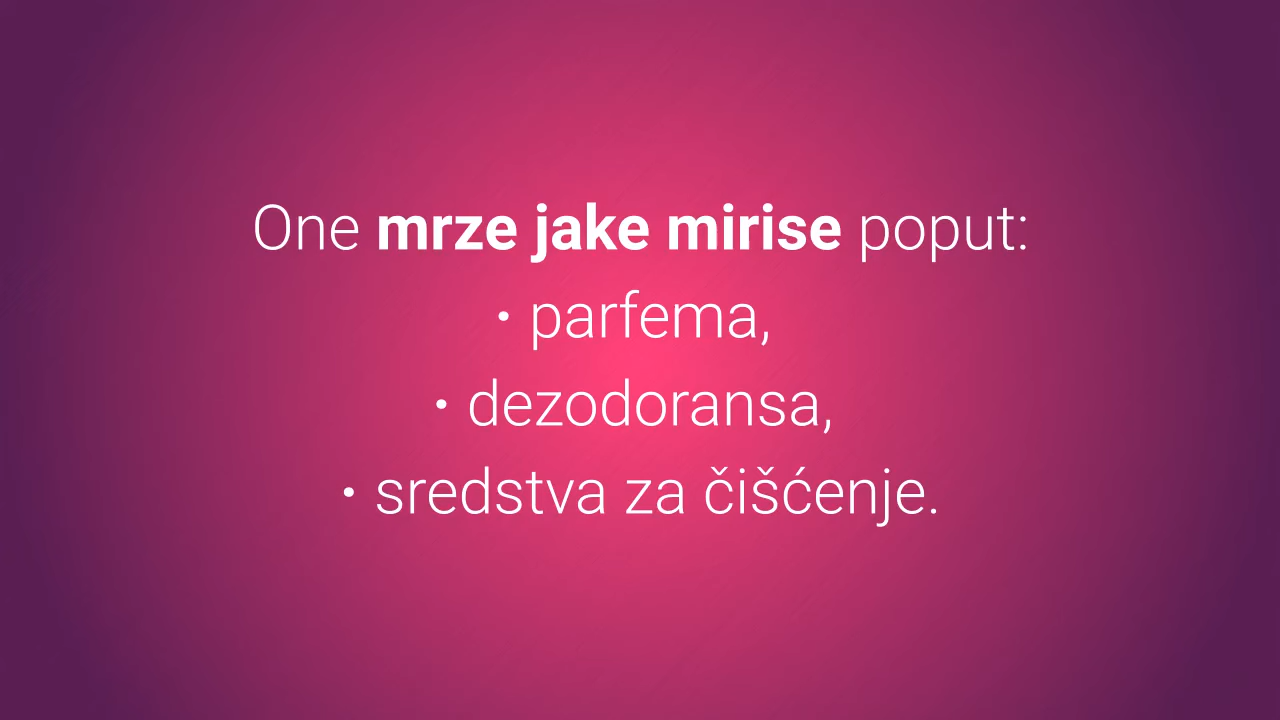 One mrze jake mirise poput:
• parfema,
• dezodoransa,
• sredstva za čišćenje.